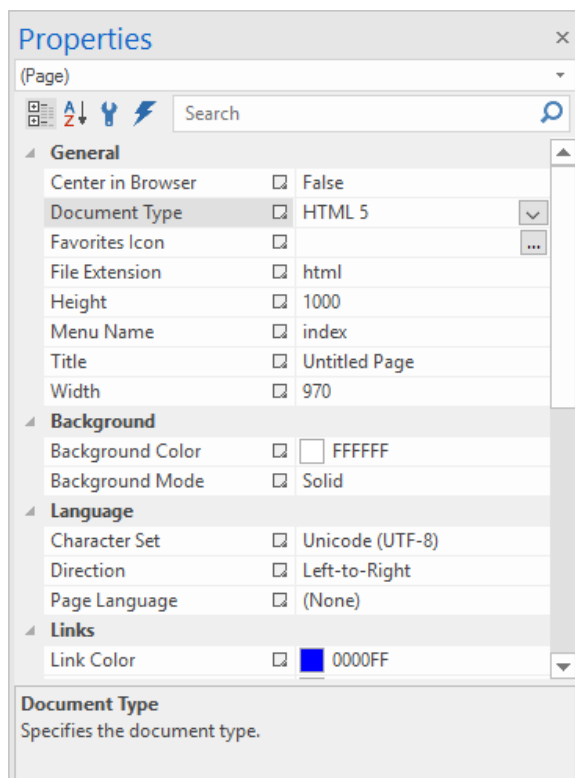 Properties
(Page)
A Z Search
General
Center in Browser False
Document Type HTML 5
Favorites Icon ...
File Extension html
Height 1000
Menu Name index
Title Untitled Page
Width 970
Background
Background Color FFFFFF
Background Mode Solid
Language
Character Set Unicode (UTF-8)
Direction Left-to-Right
Page Language (None)
Links
Link Color 0000FF
Document Type
Specifies the document type.